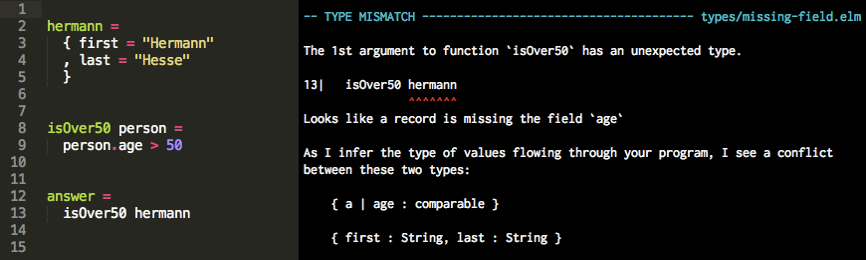 1
2 hermann =
3   { first = "Hermann"
4   , last = "Hesse"
5   }
6
7
8 isOver50 person =
9   person.age > 50
10
11
12 answer =
13   isOver50 hermann
14
15
-- TYPE MISMATCH ------------------------------------ types/missing-field.elm
The 1st argument to function `isOver50` has an unexpected type.
13|   isOver50 hermann
^^^^^^^
Looks like a record is missing the field `age`
As I infer the type of values flowing through your program, I see a conflict
between these two types:
{ a | age : comparable }
{ first : String, last : String }